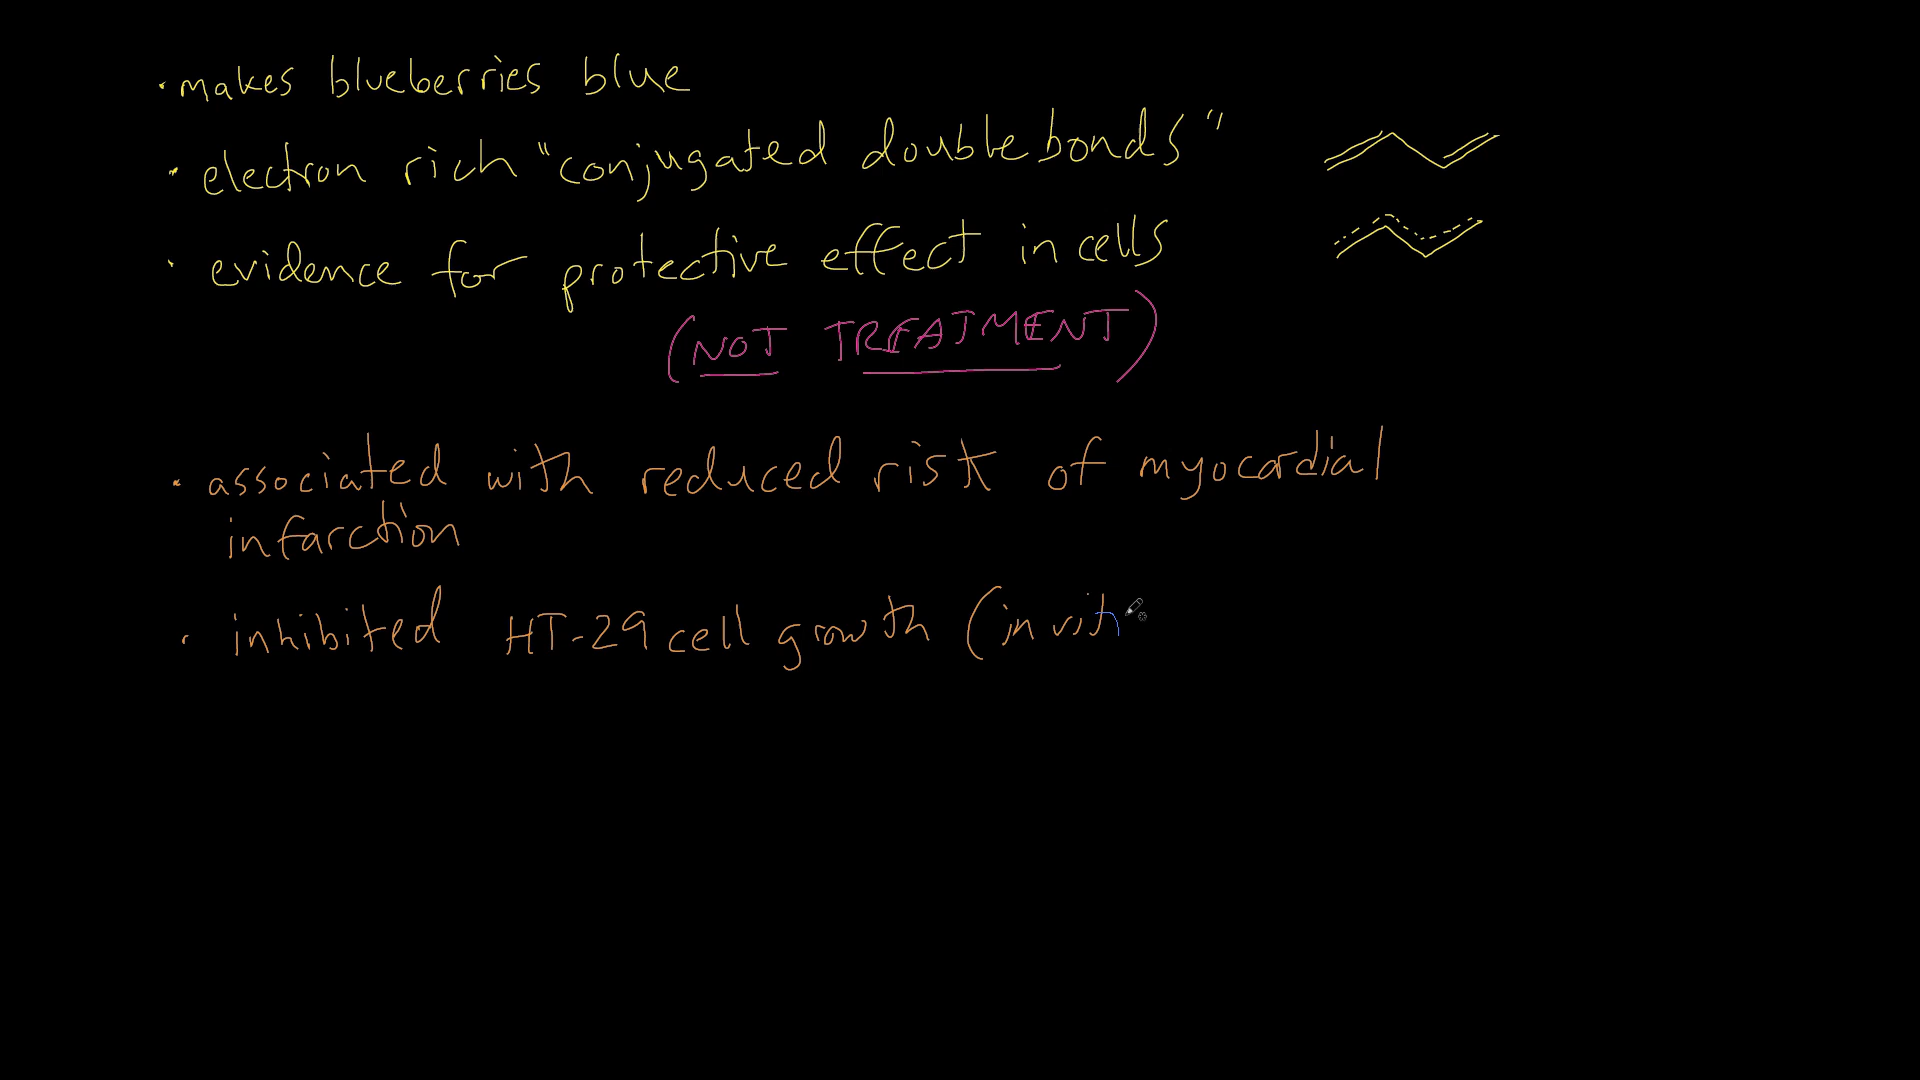 · makes blueberries blue
· electron rich "conjugated double bonds"
· evidence for protective effect in cells
(NOT TREATMENT)
· associated with reduced risk of myocardial
infarction
· inhibited HT-29 cell growth (in vit